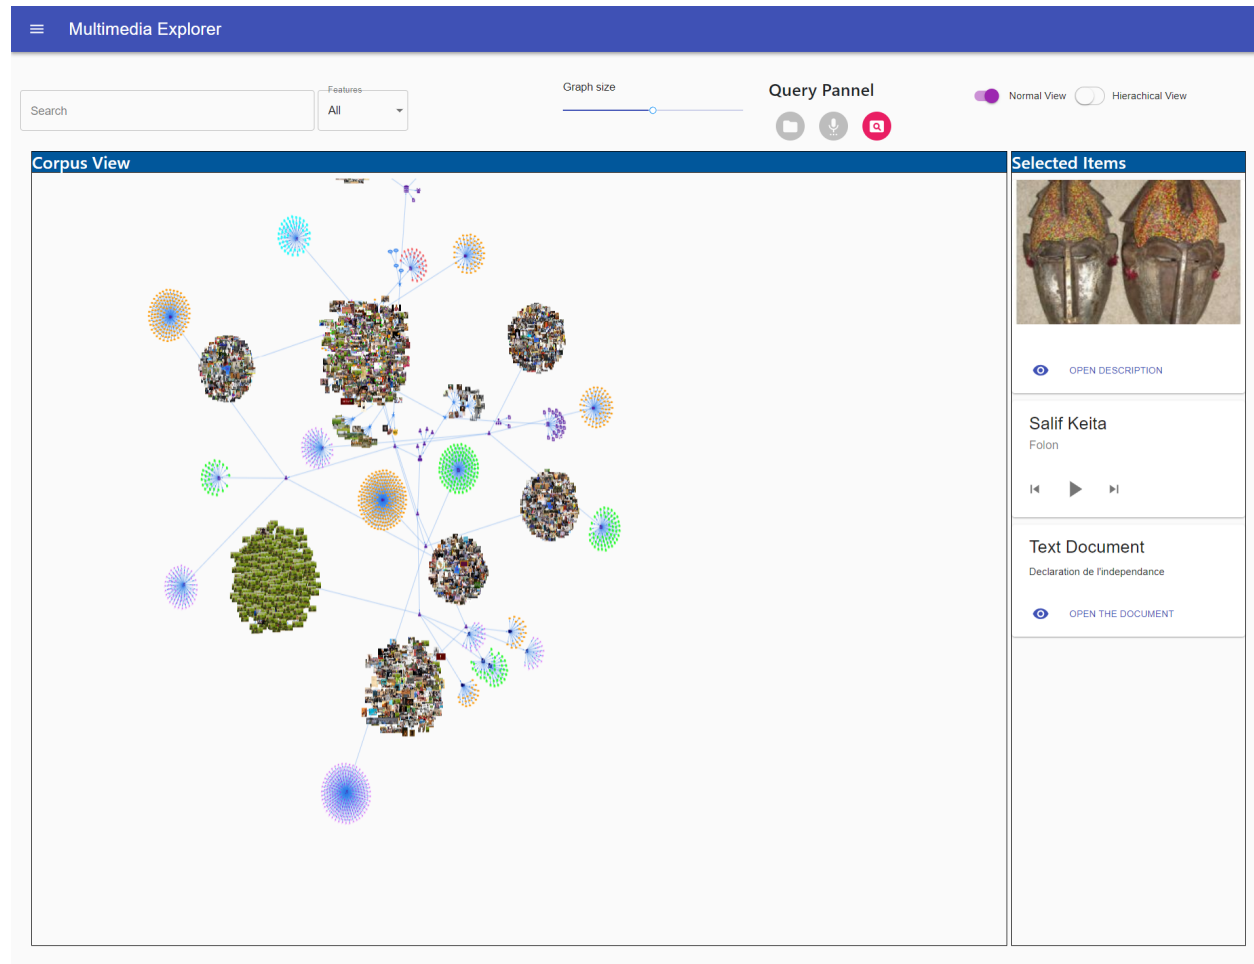 Multimedia Explorer
Search
Features
All
Graph size
Query Pannel
Normal View
Hierachical View
Corpus View
Selected Items
OPEN DESCRIPTION
Salif Keita
Folon
Text Document
Declaration de l'independance
OPEN THE DOCUMENT